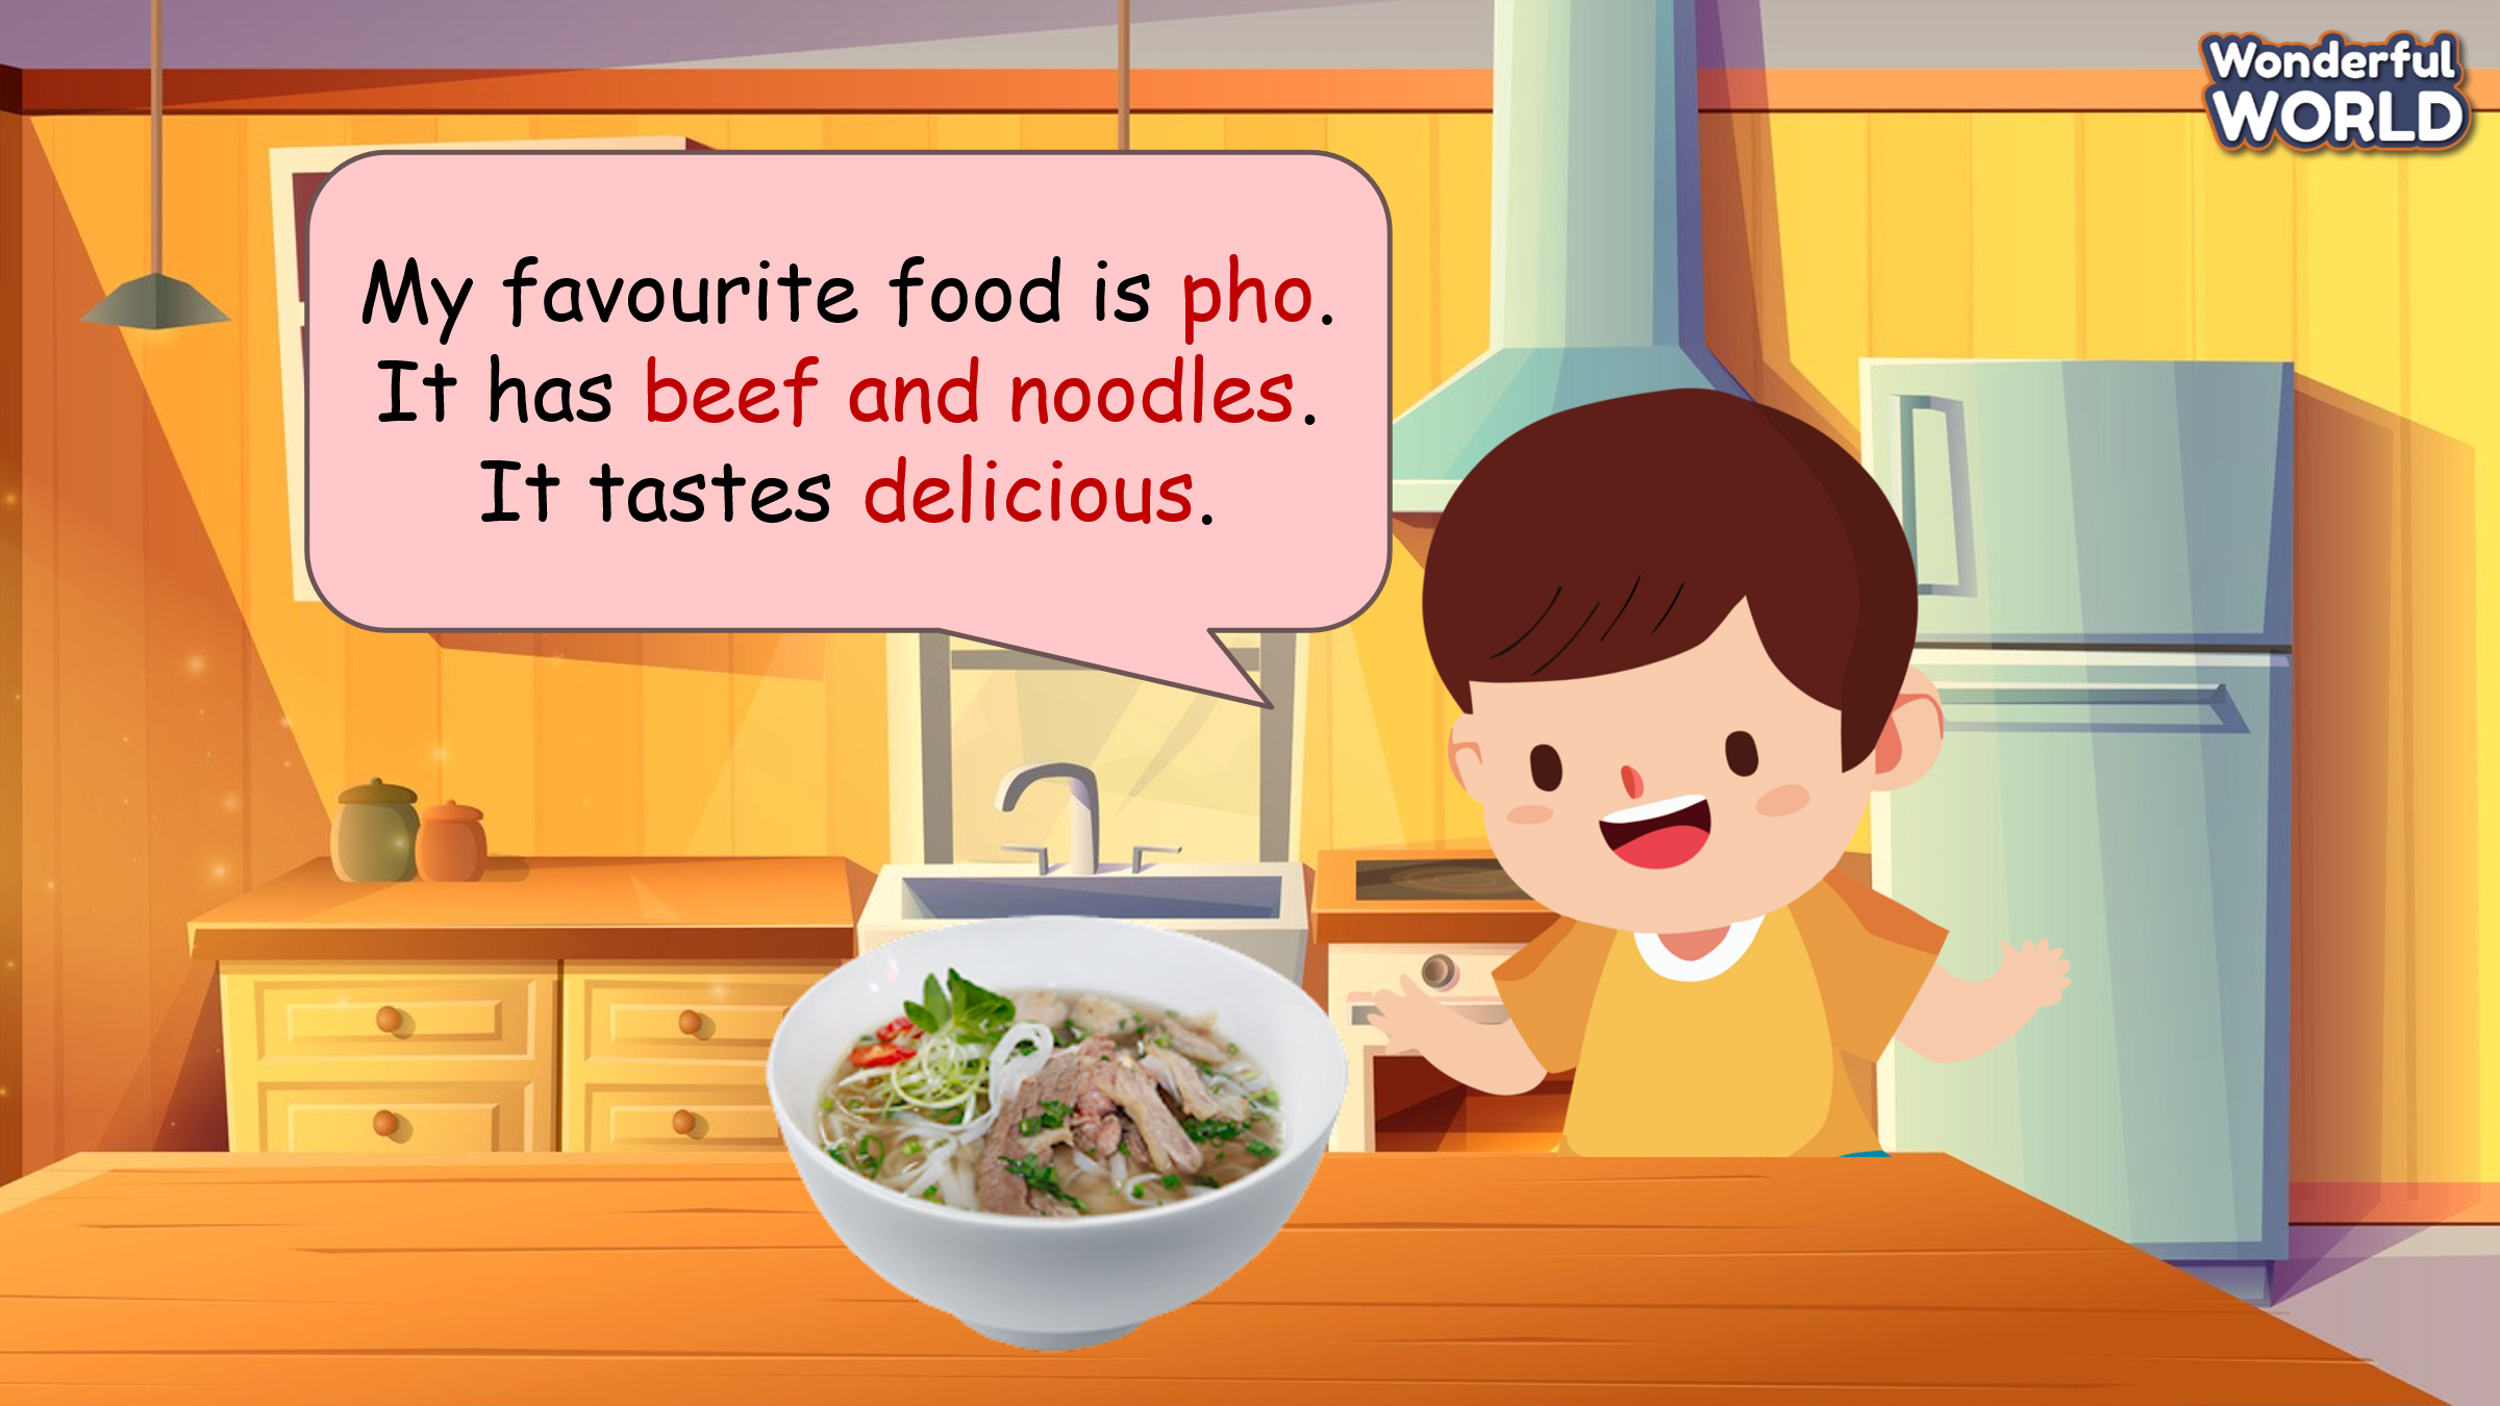 Wonderful
WORLD
My favourite food is pho.
It has beef and noodles.
It tastes delicious.